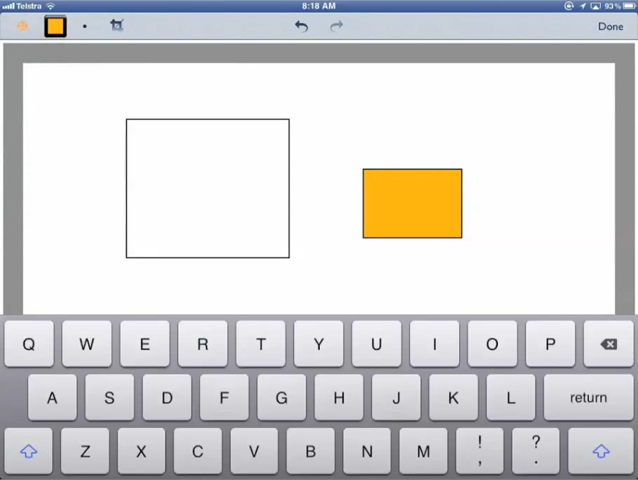 Telstra 8:18 AM 93%
Done
Q W E R T Y U I O P
A S D F G H J K L return
Z X C V B N M ! , ? .